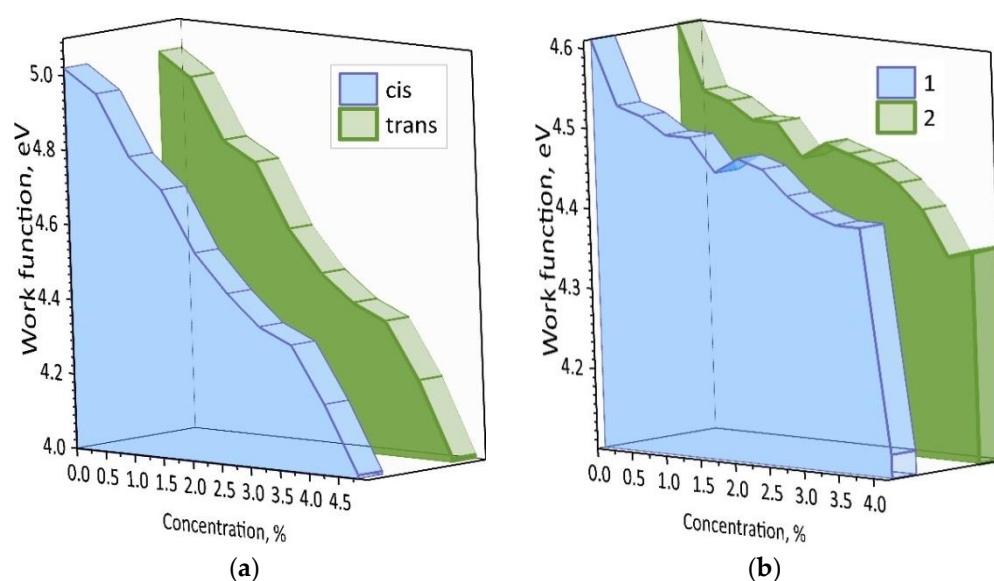 cis
trans
Work function, eV
5.0
4.8
4.6
4.4
4.2
4.0
0.0 0.5 1.0 1.5 2.0 2.5 3.0 3.5 4.0 4.5
Concentration, %
(a)
1
2
Work function, eV
4.6
4.5
4.4
4.3
4.2
0.0 0.5 1.0 1.5 2.0 2.5 3.0 3.5 4.0
Concentration, %
(b)